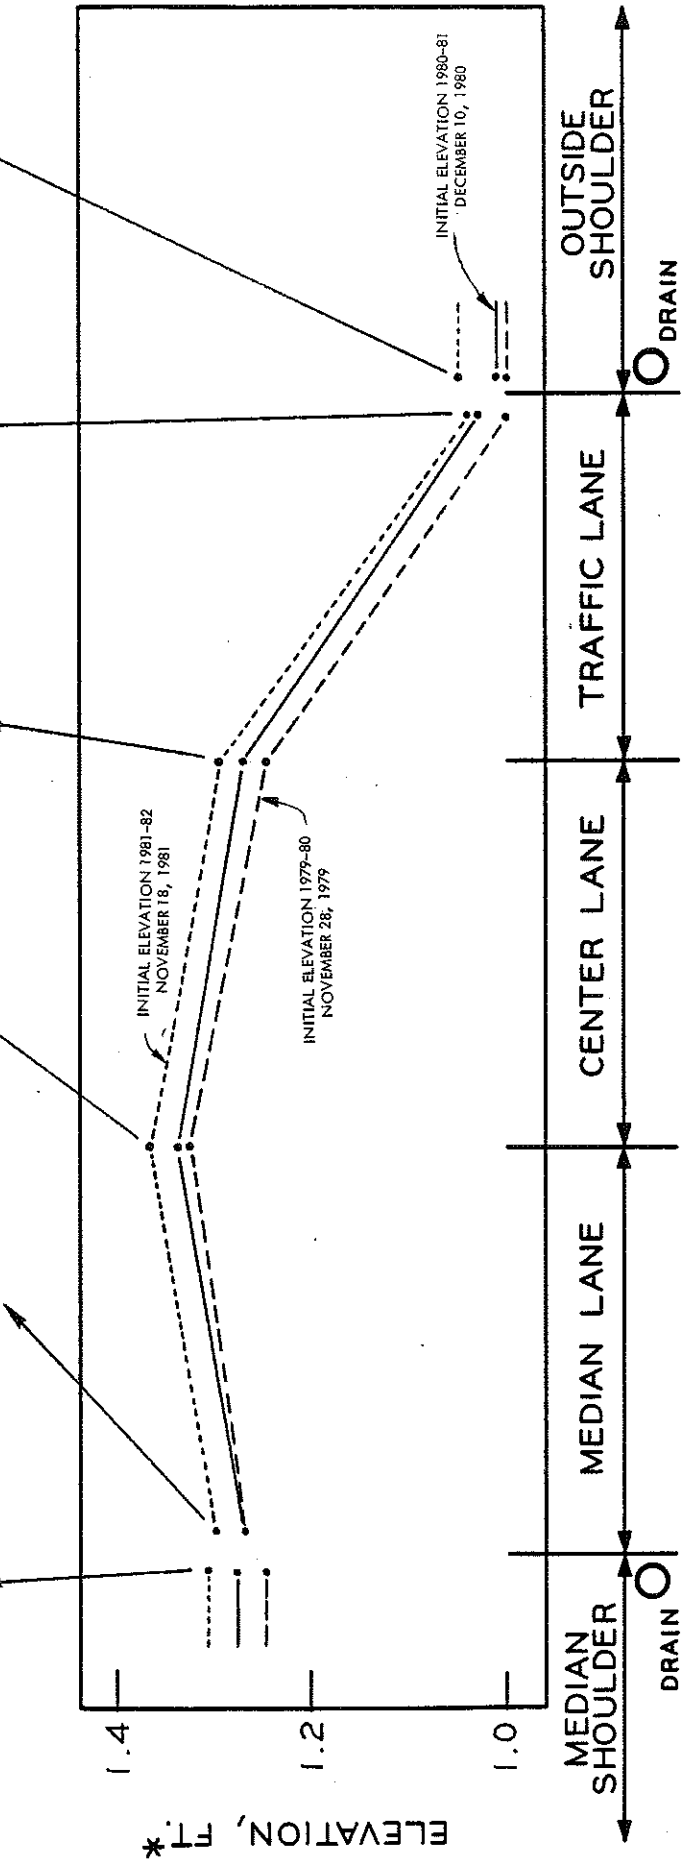 ELEVATION, FT.*
1.4
1.2
1.0
INITIAL ELEVATION 1981-82
NOVEMBER 18, 1981
INITIAL ELEVATION 1979-80
NOVEMBER 28, 1979
INITIAL ELEVATION 1980-81
DECEMBER 10, 1980
MEDIAN
SHOULDER
MEDIAN LANE
CENTER LANE
TRAFFIC LANE
OUTSIDE
SHOULDER
DRAIN
DRAIN